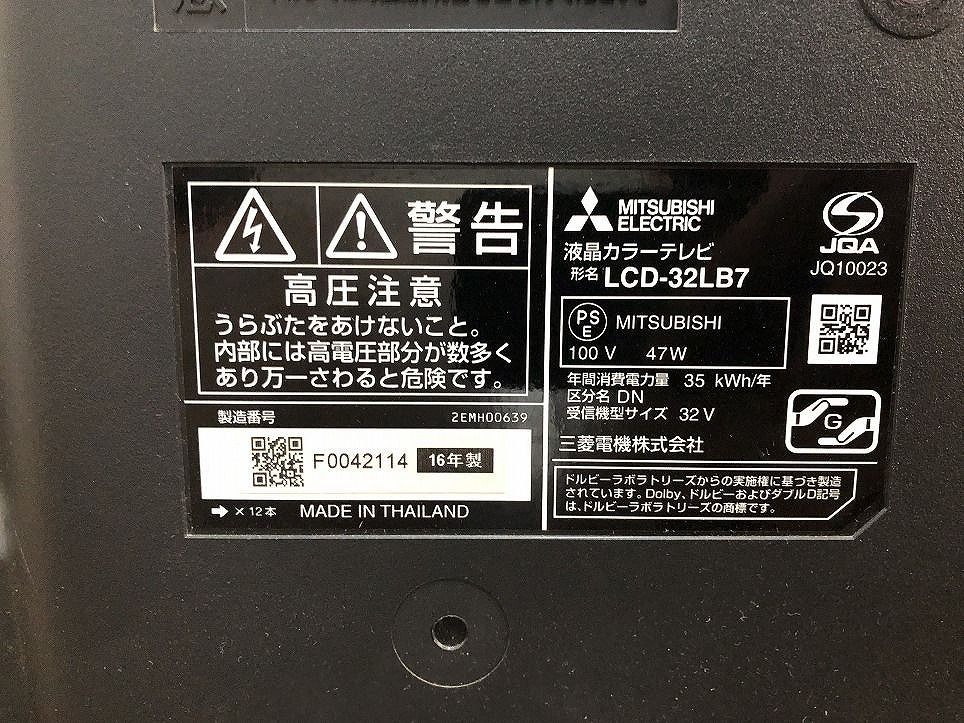 警告
高圧注意
うらぶたをあけないこと。
内部には高電圧部分が数多く
あり万一さわると危険です。
製造番号 2EMH00639
F0042114 16年製
➡ × 12本 MADE IN THAILAND
MITSUBISHI
ELECTRIC
液晶カラーテレビ
形名 LCD-32LB7
JQA
JQ10023
PS
E
MITSUBISHI
100 V 47W
年間消費電力量 35 kWh/年
区分名 DN
受信機型サイズ 32 V
G
三菱電機株式会社
ドルビーラボラトリーズからの実施権に基づき製造
されています。Dolby、ドルビーおよびダブルD記号
は、ドルビーラボラトリーズの商標です。